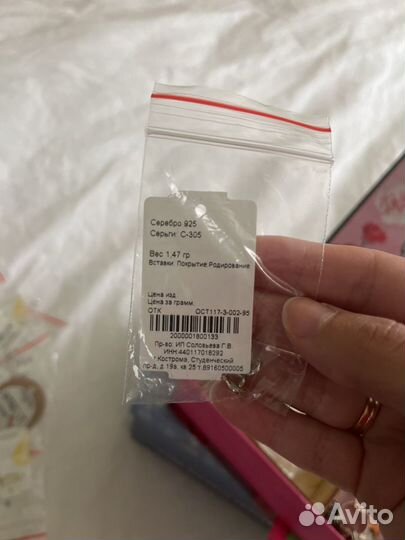 Серебро 925
Серьги: С-305
Вес 1,47 гр
Вставки: Покрытие:Родирование
Цена изд.
Цена за грамм.
ОТК ОСТ117-3-002-95
2000001800133
Пр-во: ИП Соловьева Г.В.
ИНН:440117018292
г.Кострома, Студенческий
пр-д, д.19а, кв.25 т.89160500005
Avito